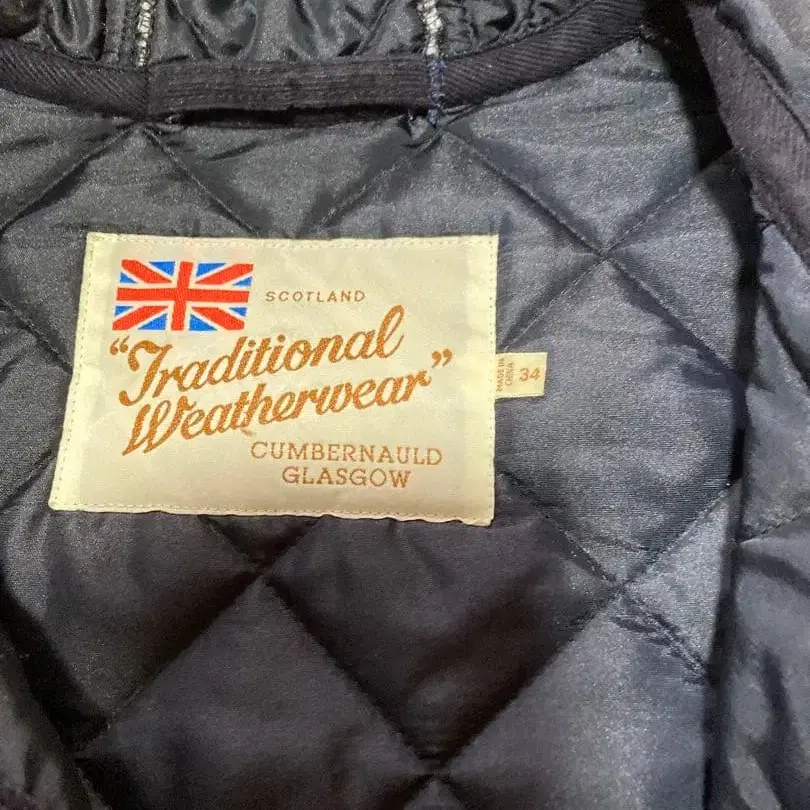 SCOTLAND
"Traditional
Weatherwear"
CUMBERNAULD
GLASGOW
MADE IN
CHINA
34